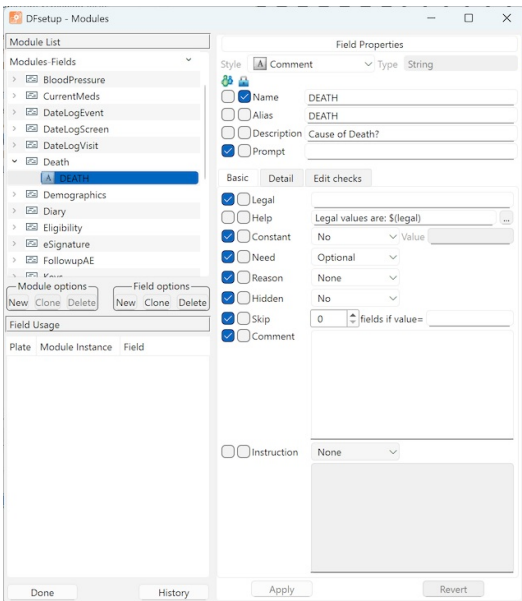 DFsetup - Modules
Module List
Modules-Fields
BloodPressure
CurrentMeds
DateLogEvent
DateLogScreen
DateLogVisit
Death
A DEATH
Demographics
Diary
Eligibility
eSignature
FollowupAE
Keys
Module options
New Clone Delete
Field options
New Clone Delete
Field Usage
Plate Module Instance Field
Done History
Field Properties
Style A Comment Type String
Name DEATH
Alias DEATH
Description Cause of Death?
Prompt
Basic Detail Edit checks
Legal
Help Legal values are: $(legal) ...
Constant No Value
Need Optional
Reason None
Hidden No
Skip 0 fields if value=
Comment
Instruction None
Apply Revert